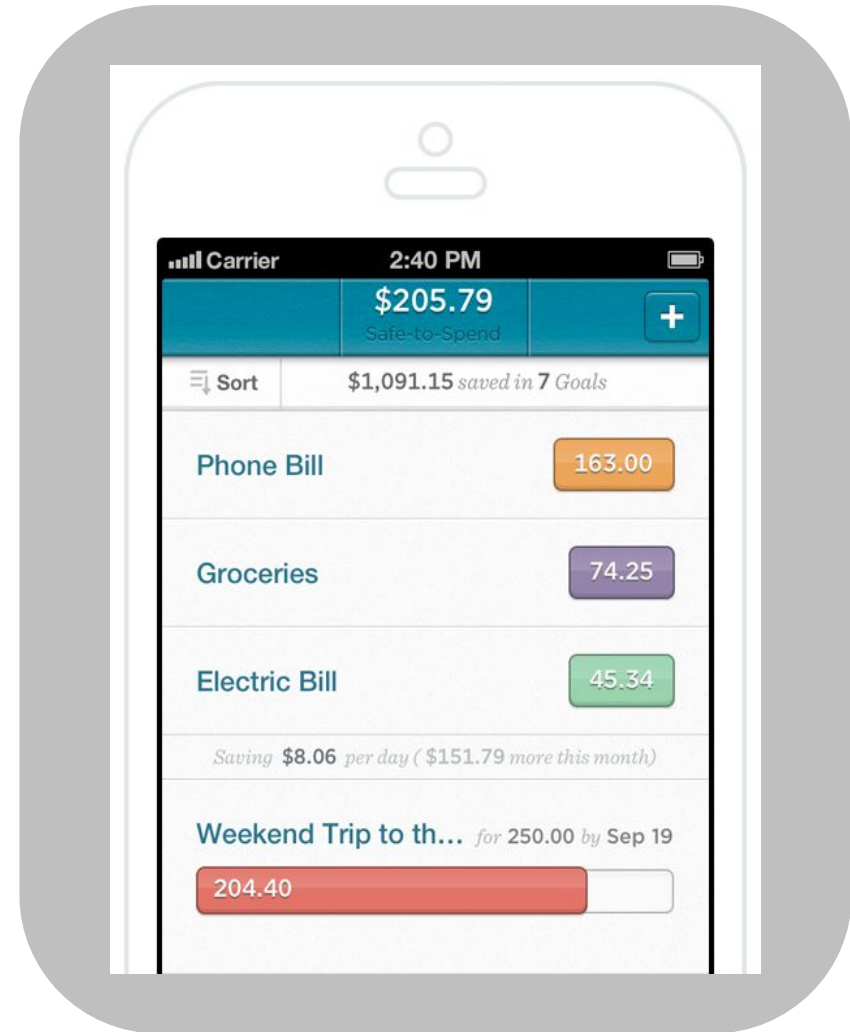 Carrier 2:40 PM
$205.79
Safe-to-Spend
+
Sort $1,091.15 saved in 7 Goals
Phone Bill 163.00
Groceries 74.25
Electric Bill 45.34
Saving $8.06 per day ( $151.79 more this month)
Weekend Trip to th... for 250.00 by Sep 19
204.40